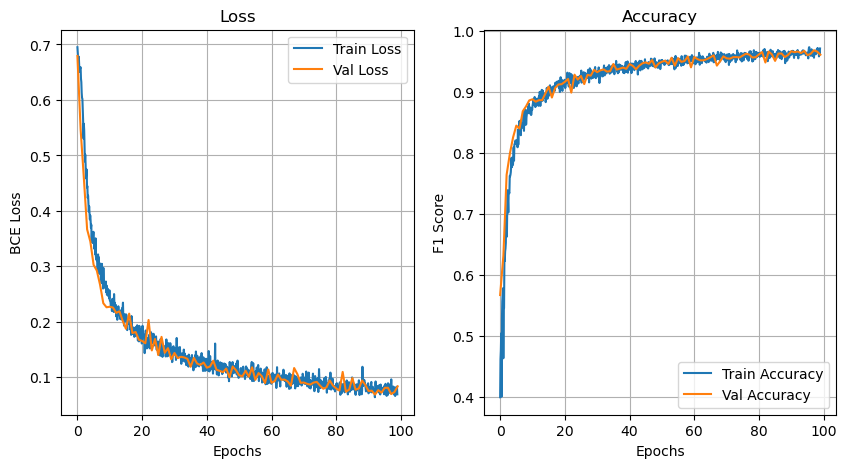 Loss
0.7
0.6
0.5
0.4
0.3
0.2
0.1
BCE Loss
0
20
40
60
80
100
Epochs
Train Loss
Val Loss
Accuracy
1.0
0.9
0.8
0.7
0.6
0.5
0.4
F1 Score
0
20
40
60
80
100
Epochs
Train Accuracy
Val Accuracy